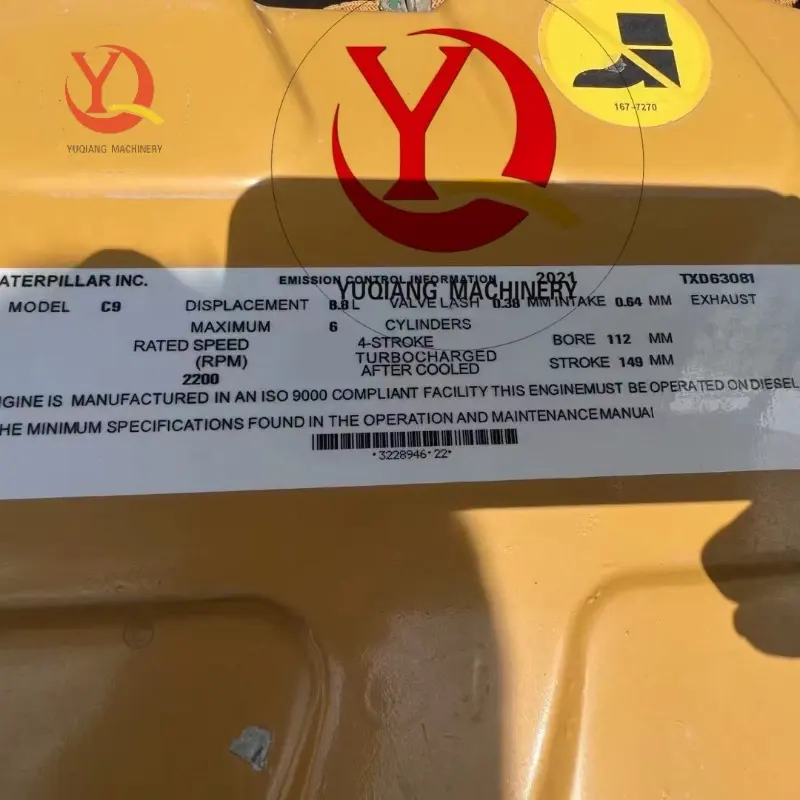 YUQIANG MACHINERY
167-7270
ATERPILLAR INC. EMISSION CONTROL INFORMATION 2021 TXD63081
YUQIANG MACHINERY
MODEL C9 DISPLACEMENT 8.8 L VALVE LASH 0.38 MM INTAKE 0.64 MM EXHAUST
MAXIMUM 6 CYLINDERS
RATED SPEED 4-STROKE BORE 112 MM
(RPM) TURBOCHARGED STROKE 149 MM
2200 AFTER COOLED
NGINE IS MANUFACTURED IN AN ISO 9000 COMPLIANT FACILITY THIS ENGINEMUST BE OPERATED ON DIESEL
HE MINIMUM SPECIFICATIONS FOUND IN THE OPERATION AND MAINTENANCE MANUAl
*3228946*22*